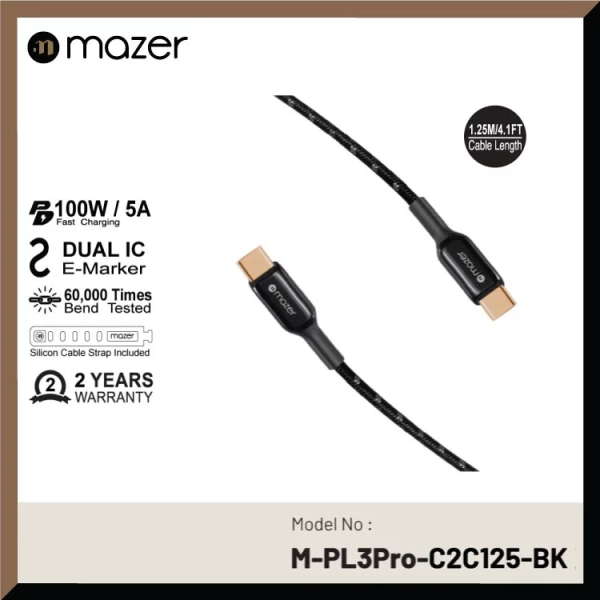 m mazer
1.25M/4.1FT
Cable Length
100W / 5A
Fast Charging
DUAL IC
E-Marker
60,000 Times
Bend Tested
mazer
Silicon Cable Strap Included
2
2 YEARS
WARRANTY
mazer
mazer
Model No :
M-PL3Pro-C2C125-BK